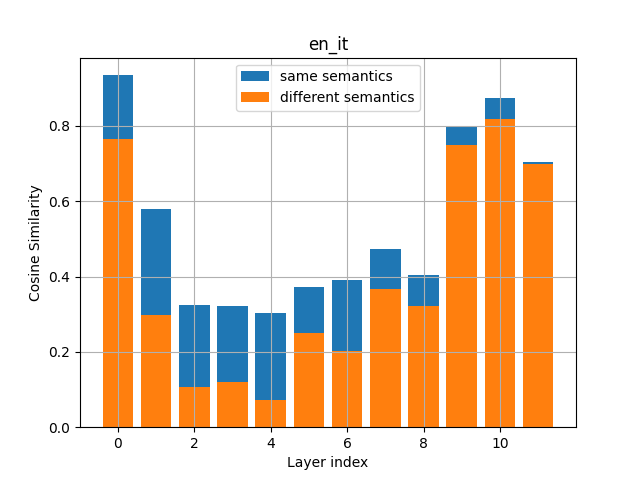 en_it
same semantics
different semantics
Cosine Similarity
0.8
0.6
0.4
0.2
0.0
0 2 4 6 8 10
Layer index